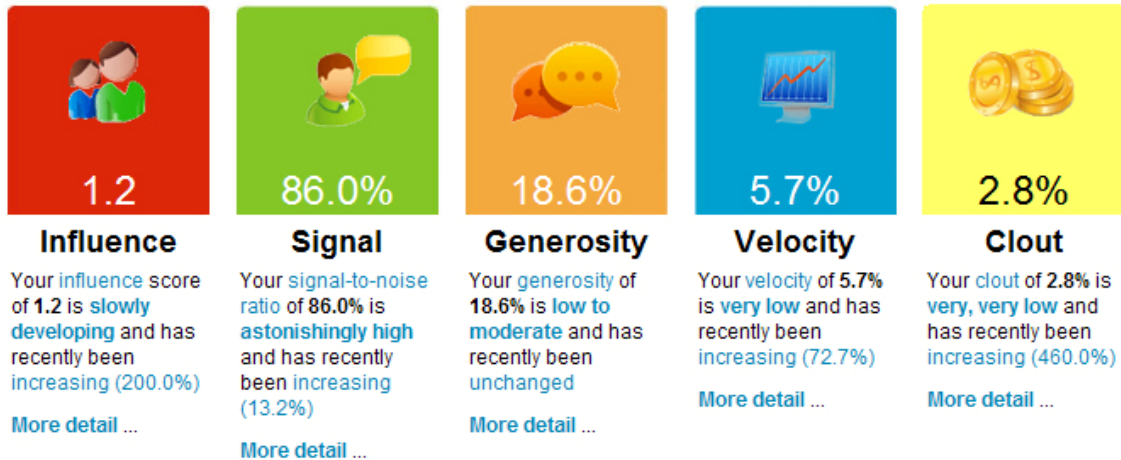 1.2
Influence
Your influence score
of 1.2 is slowly
developing and has
recently been
increasing (200.0%)
More detail ...
86.0%
Signal
Your signal-to-noise
ratio of 86.0% is
astonishingly high
and has recently
been increasing
(13.2%)
More detail ...
18.6%
Generosity
Your generosity of
18.6% is low to
moderate and has
recently been
unchanged
More detail ...
5.7%
Velocity
Your velocity of 5.7%
is very low and has
recently been
increasing (72.7%)
More detail ...
2.8%
Clout
Your clout of 2.8% is
very, very low and
has recently been
increasing (460.0%)
More detail ...